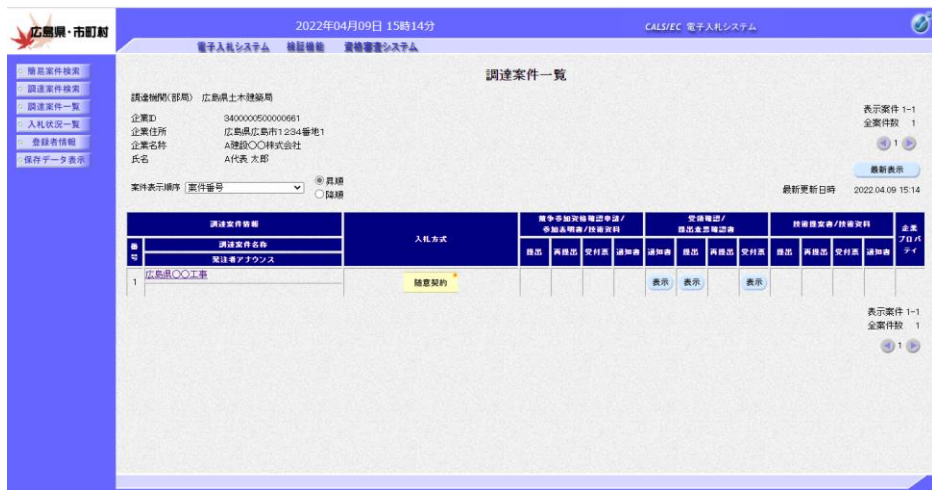 広島県・市町村
2022年04月09日 15時14分
CALS/EC 電子入札システム
電子入札システム 検証機能 資格審査システム
簡易案件検索
調達案件検索
調達案件一覧
入札状況一覧
登録者情報
保存データ表示
調達案件一覧
調達機関(部局) 広島県土木建築局
企業ID 3400000500000661
企業住所 広島県広島市1234番地1
企業名称 A建設〇〇株式会社
氏名 A代表 太郎
表示案件 1-1
全案件数 1
1
最新表示
案件表示順序 案件番号
昇順
降順
最新更新日時 2022.04.09 15:14
調達案件情報
番号
調達案件名称
発注者アナウンス
入札方式
競争参加資格確認申請/
参加表明書/技術資料
提出 再提出 受付票 通知書
受領確認/
提出意思確認書
通知書 提出 再提出 受付票
技術提案書/技術資料
提出 再提出 受付票 通知書
企業
プロパ
ティ
1 広島県〇〇工事 随意契約 表示 表示 表示
表示案件 1-1
全案件数 1
1